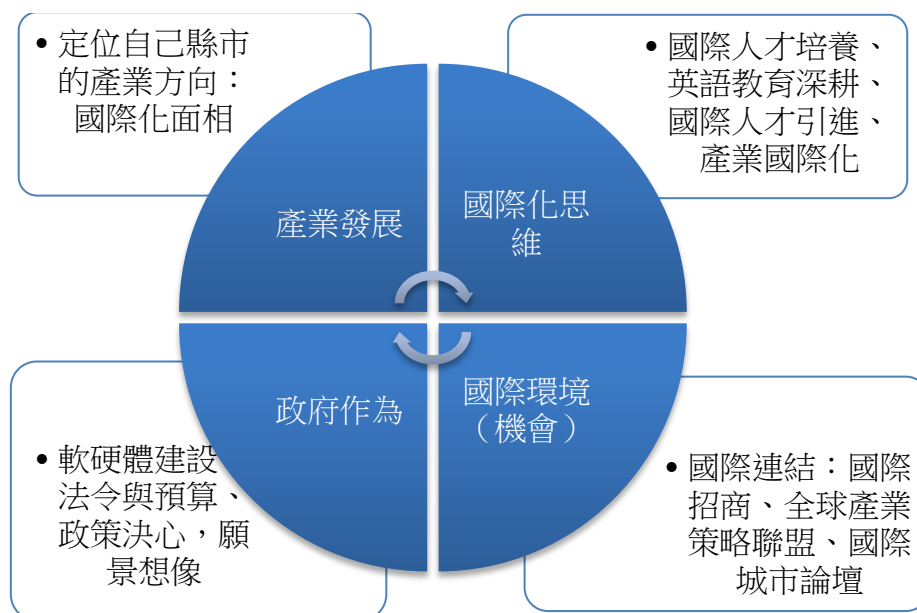 • 定位自己縣市
的產業方向：
國際化面相
• 國際人才培養、
英語教育深耕、
國際人才引進、
產業國際化
產業發展
國際化思
維
政府作為
國際環境
（機會）
• 軟硬體建設
法令與預算、
政策決心，願
景想像
• 國際連結：國際
招商、全球產業
策略聯盟、國際
城市論壇